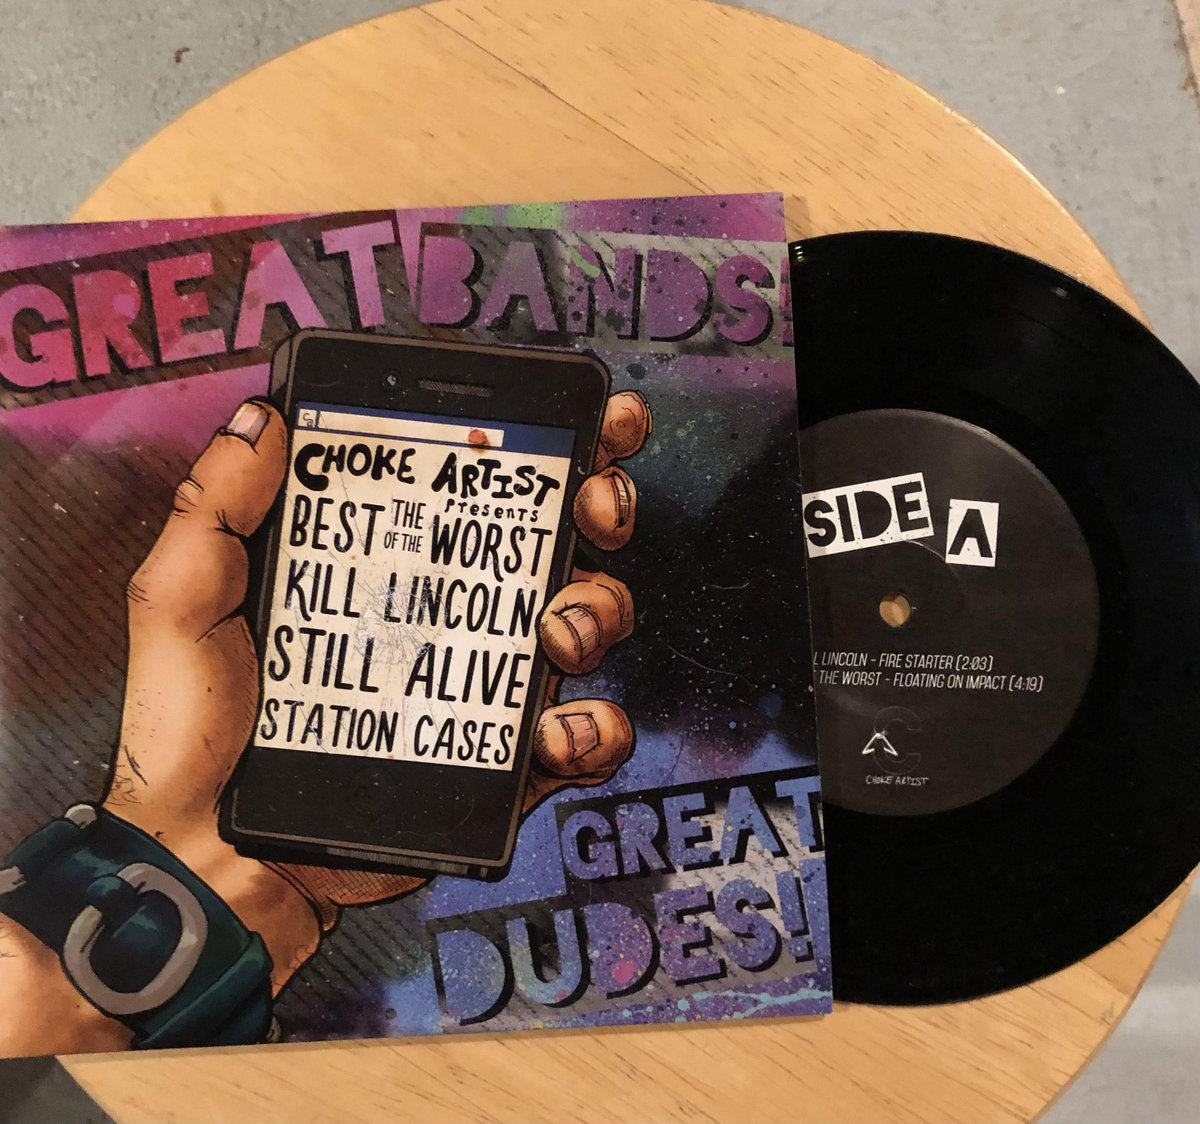 GREAT BANDS!
ca
CHOKE ARTIST
Presents
BEST OF THE THE WORST
KILL LINCOLN
STILL ALIVE
STATION CASES
GREAT
DUDES!
SIDE A
LINCOLN - FIRE STARTER (2:03)
THE WORST - FLOATING ON IMPACT (4:19)
CHOKE ARTIST